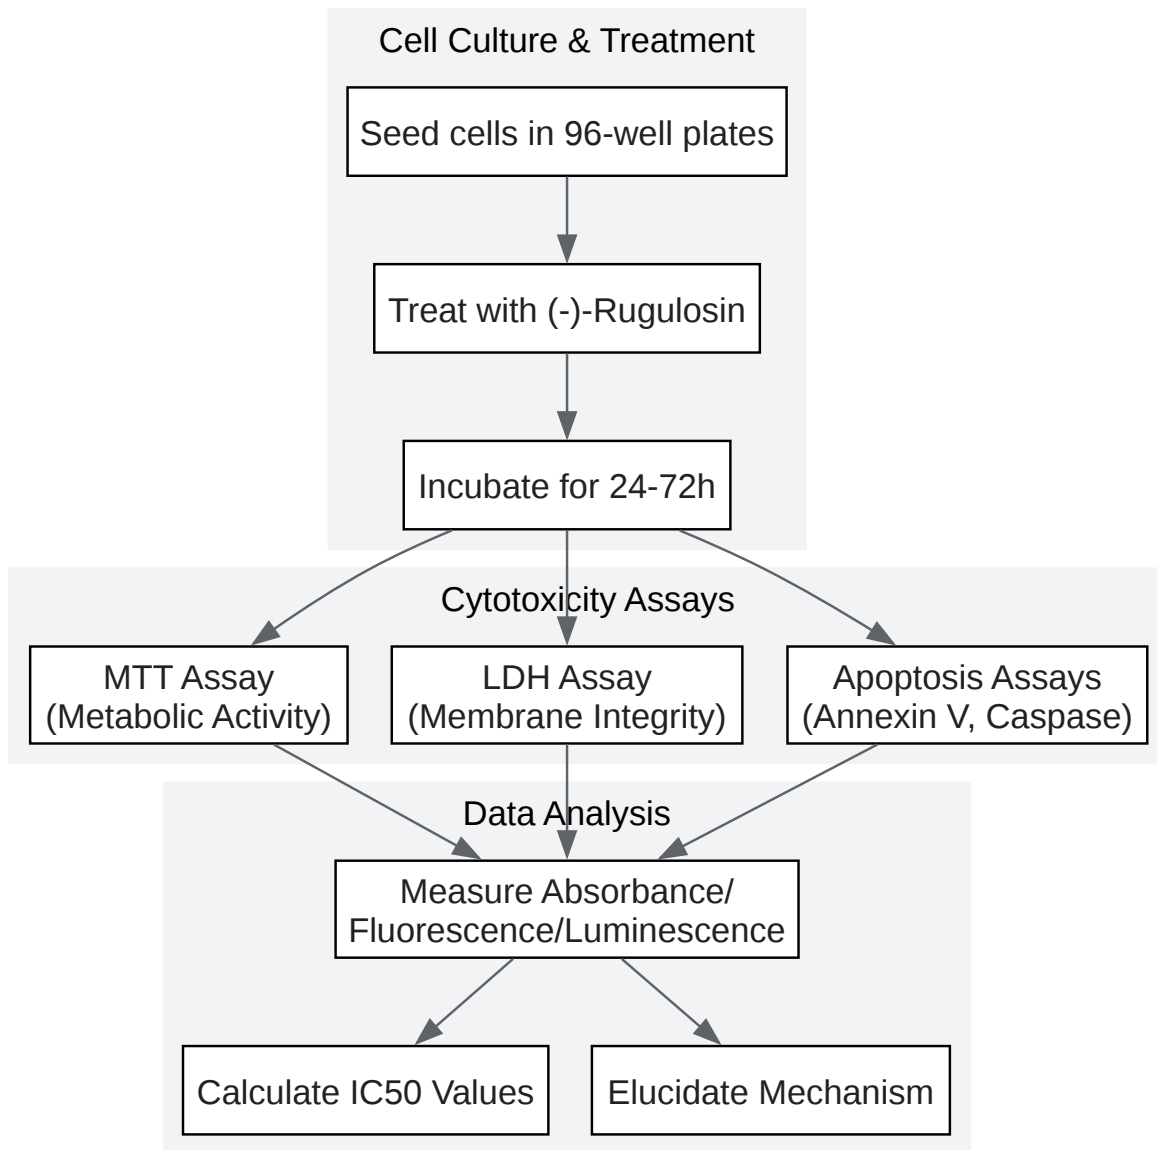 Cell Culture & Treatment
Seed cells in 96-well plates
Treat with (-)-Rugulosin
Incubate for 24-72h
Cytotoxicity Assays
MTT Assay
(Metabolic Activity)
LDH Assay
(Membrane Integrity)
Apoptosis Assays
(Annexin V, Caspase)
Data Analysis
Measure Absorbance/
Fluorescence/Luminescence
Calculate IC50 Values
Elucidate Mechanism